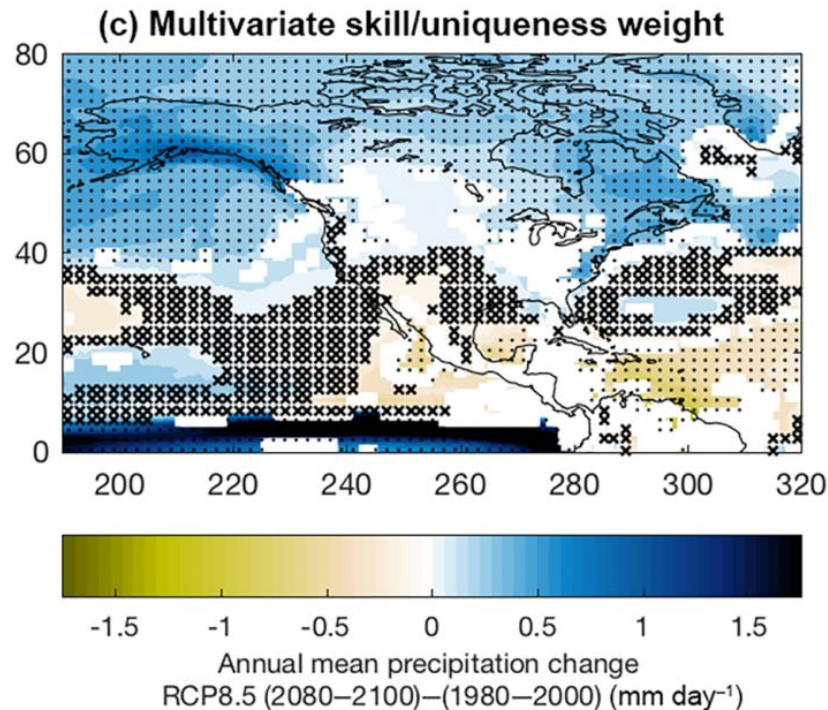 (c) Multivariate skill/uniqueness weight
80
60
40
20
0
200 220 240 260 280 300 320
-1.5 -1 -0.5 0 0.5 1 1.5
Annual mean precipitation change
RCP8.5 (2080—2100)—(1980—2000) (mm day⁻¹)